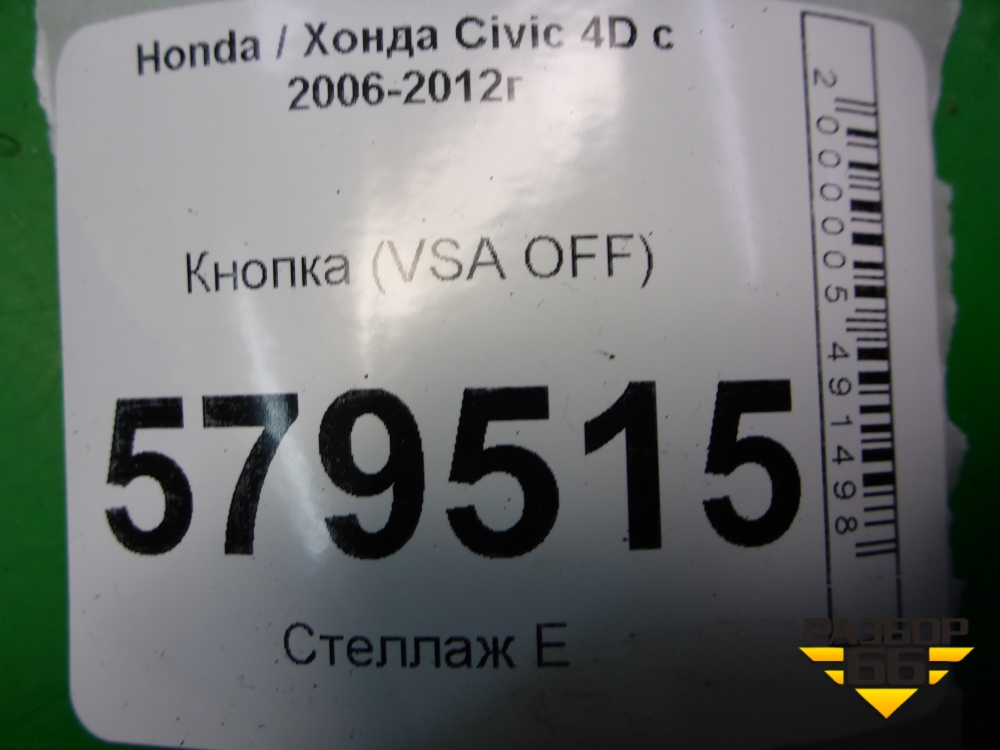 Honda / Хонда Civic 4D с
2006-2012г
Кнопка (VSA OFF)
579515
Стеллаж Е
2000005491498
РАЗБОР
66